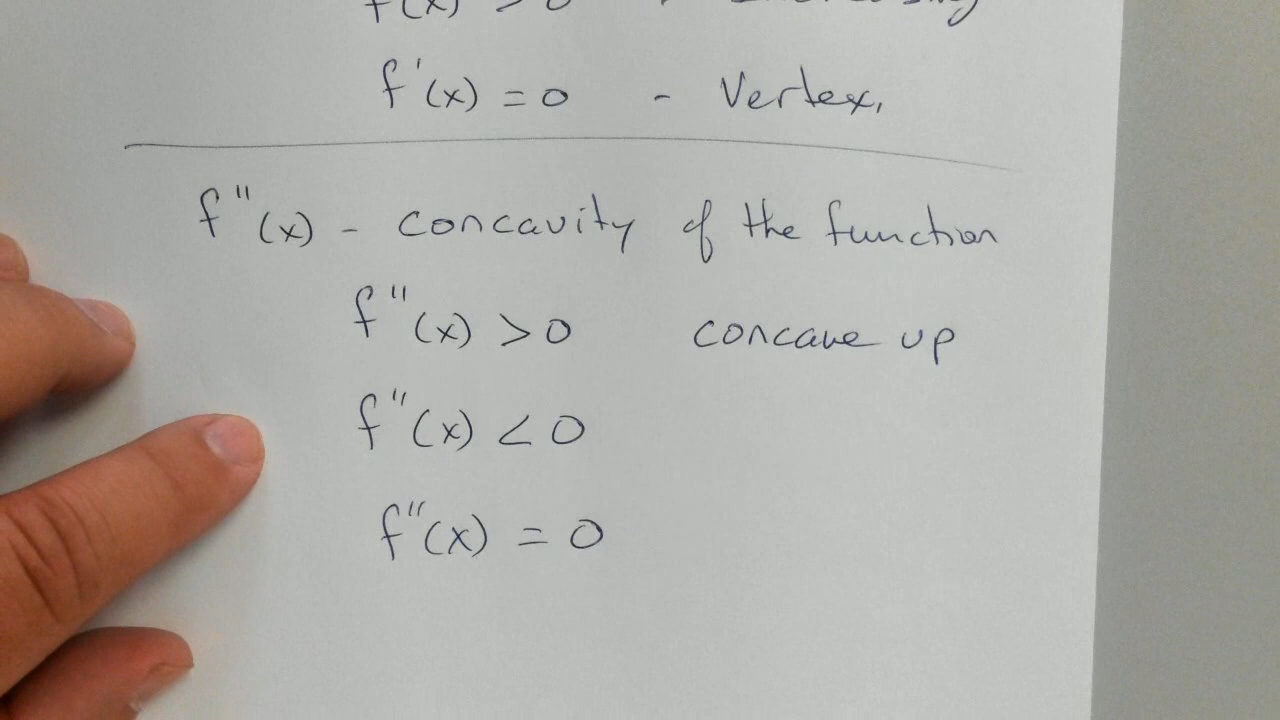 f'(x) = 0 - Vertex,
f''(x) - concavity of the function
f''(x) > 0 concave up
f''(x) < 0
f''(x) = 0